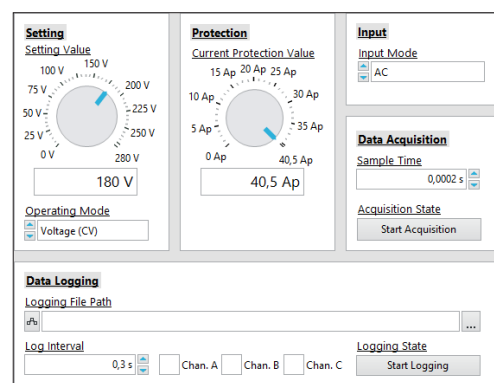 Setting
Setting Value
150 V
100 V
200 V
75 V
225 V
50 V
250 V
25 V
0 V
280 V
180 V
Operating Mode
Voltage (CV)
Protection
Current Protection Value
20 Ap
15 Ap
25 Ap
10 Ap
30 Ap
5 Ap
35 Ap
0 Ap
40,5 Ap
40,5 Ap
Input
Input Mode
AC
Data Acquisition
Sample Time
0,0002 s
Acquisition State
Start Acquisition
Data Logging
Logging File Path
...
Log Interval
0,3 s
Chan. A
Chan. B
Chan. C
Logging State
Start Logging